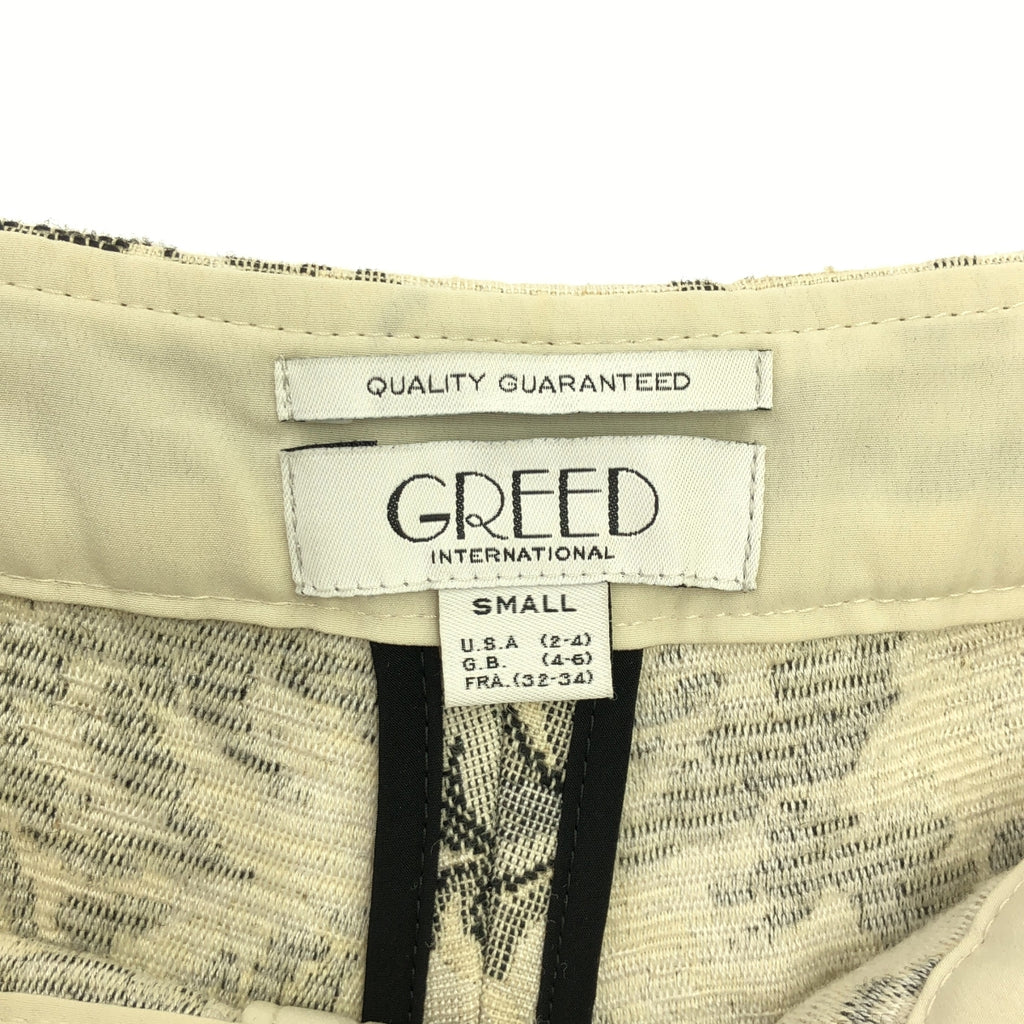 QUALITY GUARANTEED
GREED
INTERNATIONAL
SMALL
U.S.A (2-4)
G.B. (4-6)
FRA.(32-34)